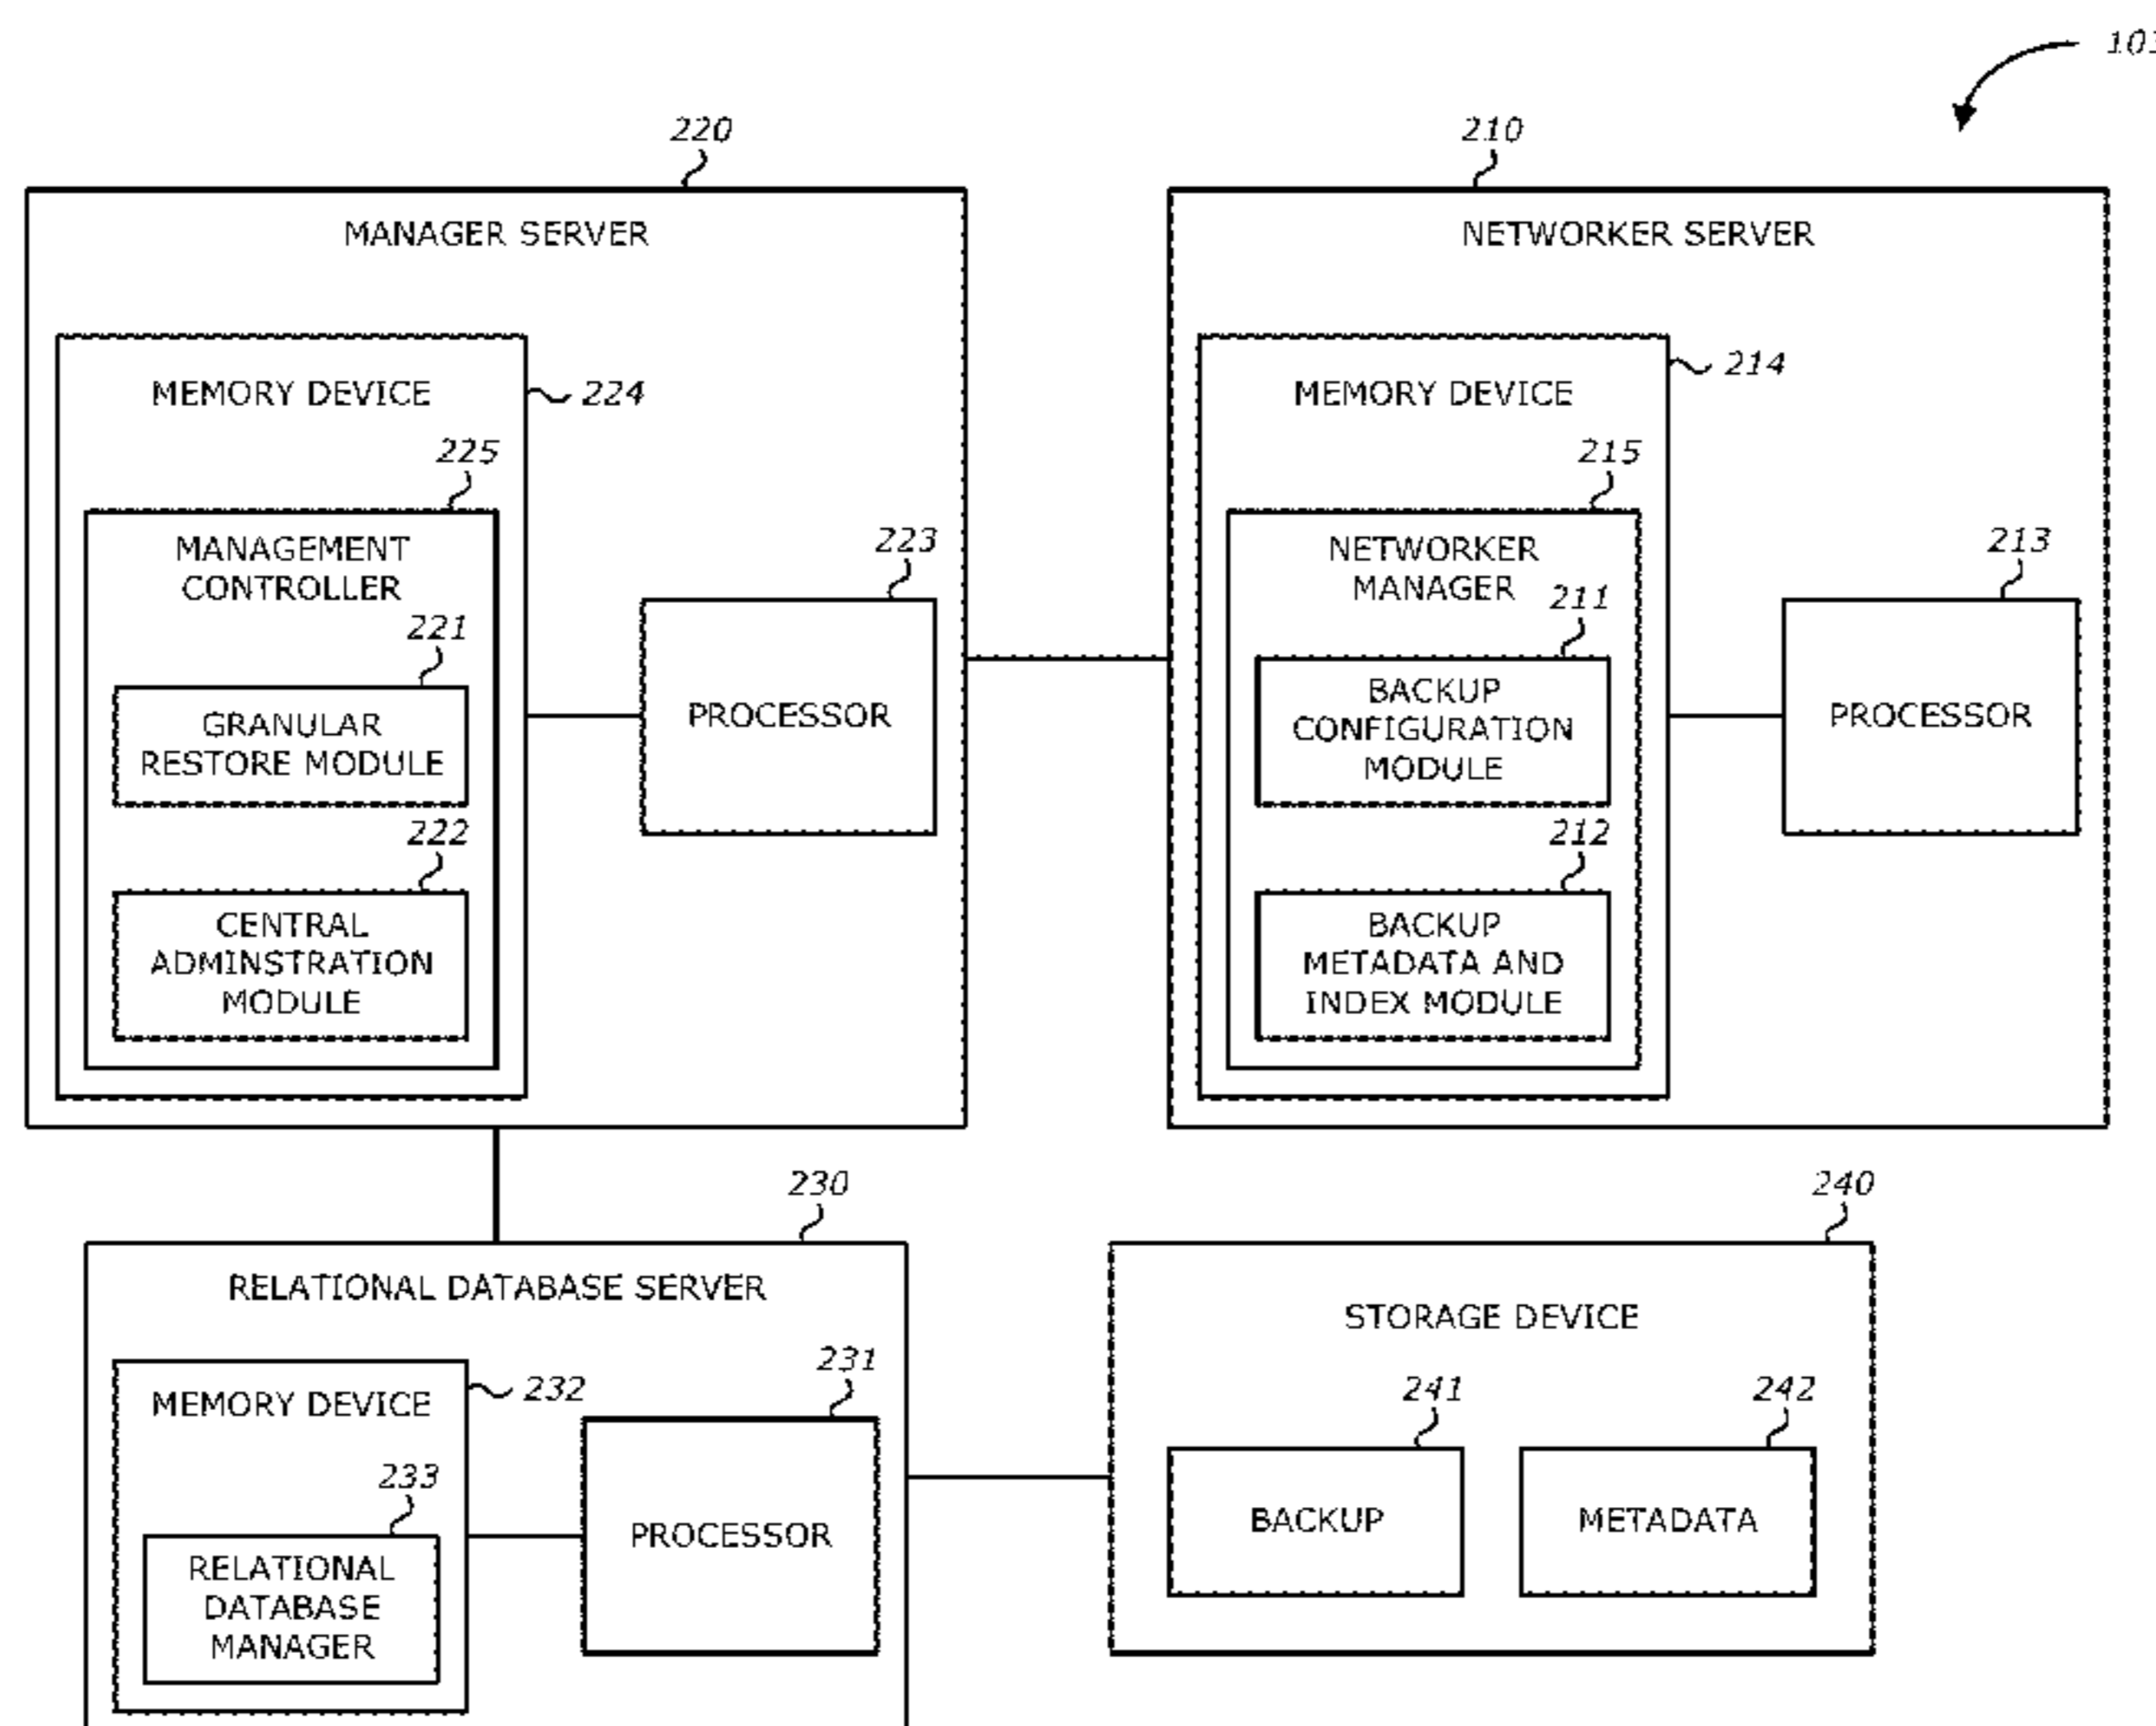 103
220
210
MANAGER SERVER
NETWORKER SERVER
MEMORY DEVICE
224
225
MANAGEMENT
CONTROLLER
221
GRANULAR
RESTORE MODULE
222
CENTRAL
ADMINSTRATION
MODULE
223
PROCESSOR
MEMORY DEVICE
214
215
NETWORKER
MANAGER
211
BACKUP
CONFIGURATION
MODULE
212
BACKUP
METADATA AND
INDEX MODULE
213
PROCESSOR
230
RELATIONAL DATABASE SERVER
MEMORY DEVICE
232
233
RELATIONAL
DATABASE
MANAGER
231
PROCESSOR
240
STORAGE DEVICE
241
BACKUP
242
METADATA